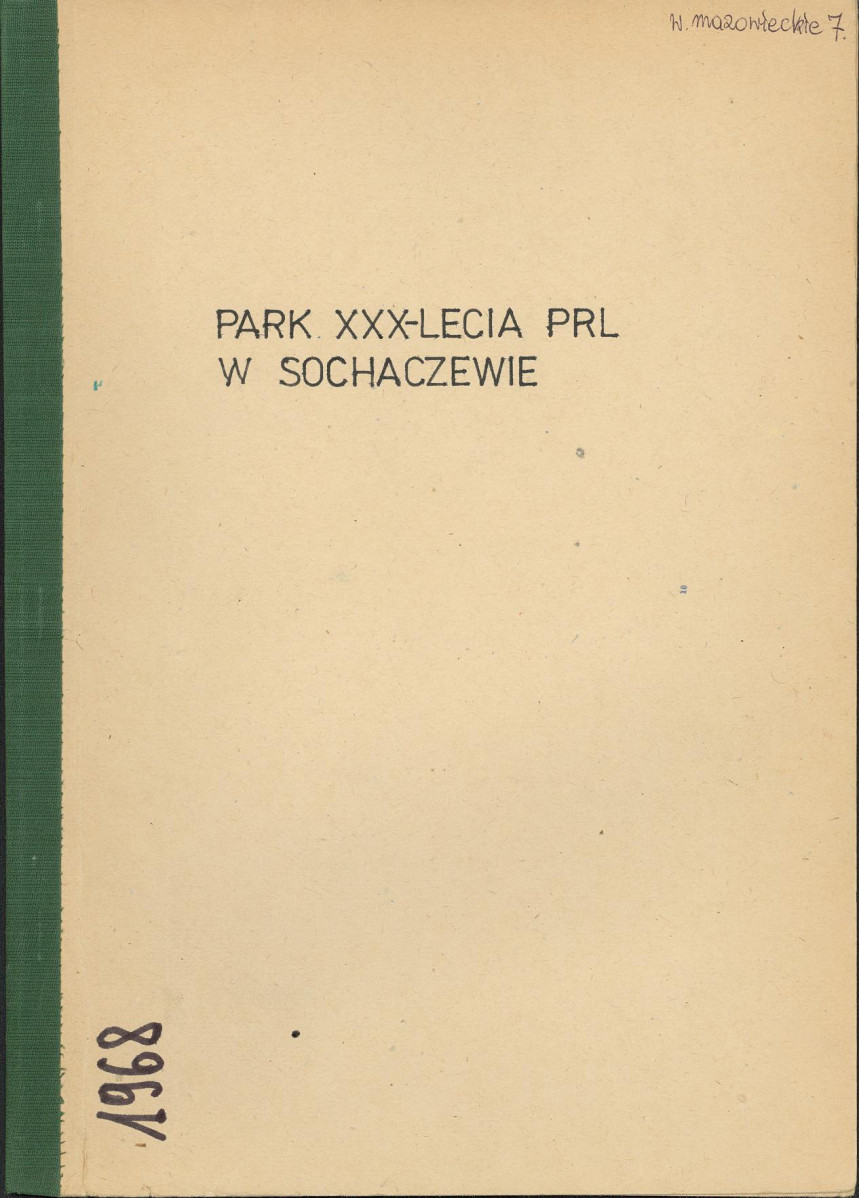 w. mazowieckie 7.
PARK XXX-LECIA PRL
W SOCHACZEWIE
1968